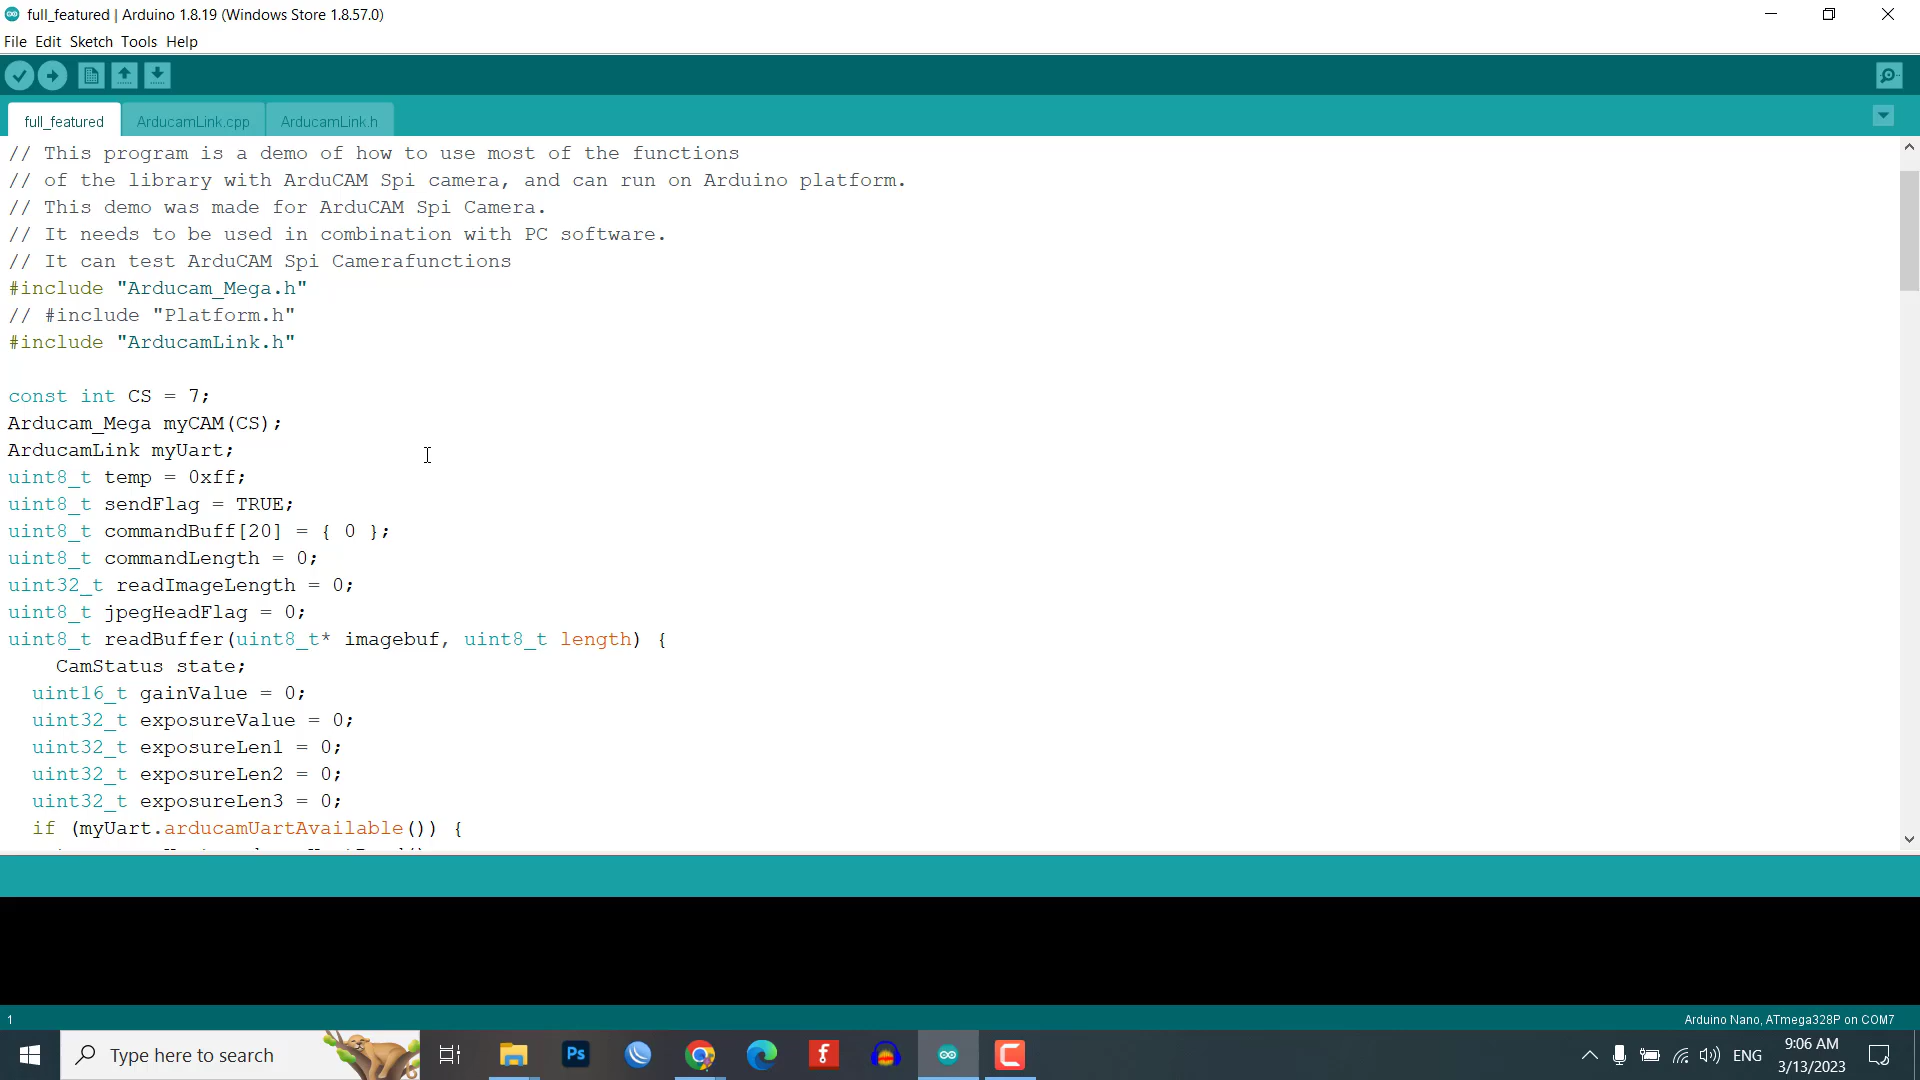 full_featured | Arduino 1.8.19 (Windows Store 1.8.57.0)
File Edit Sketch Tools Help
full_featured ArducamLink.cpp ArducamLink.h
// This program is a demo of how to use most of the functions
// of the library with ArduCAM Spi camera, and can run on Arduino platform.
// This demo was made for ArduCAM Spi Camera.
// It needs to be used in combination with PC software.
// It can test ArduCAM Spi Camerafunctions
#include "Arducam_Mega.h"
// #include "Platform.h"
#include "ArducamLink.h"
const int CS = 7;
Arducam_Mega myCAM(CS);
ArducamLink myUart;
uint8_t temp = 0xff;
uint8_t sendFlag = TRUE;
uint8_t commandBuff[20] = { 0 };
uint8_t commandLength = 0;
uint32_t readImageLength = 0;
uint8_t jpegHeadFlag = 0;
uint8_t readBuffer(uint8_t* imagebuf, uint8_t length) {
CamStatus state;
uint16_t gainValue = 0;
uint32_t exposureValue = 0;
uint32_t exposureLen1 = 0;
uint32_t exposureLen2 = 0;
uint32_t exposureLen3 = 0;
if (myUart.arducamUartAvailable()) {
1
Arduino Nano, ATmega328P on COM7
Type here to search
Ps
ENG
9:06 AM
3/13/2023